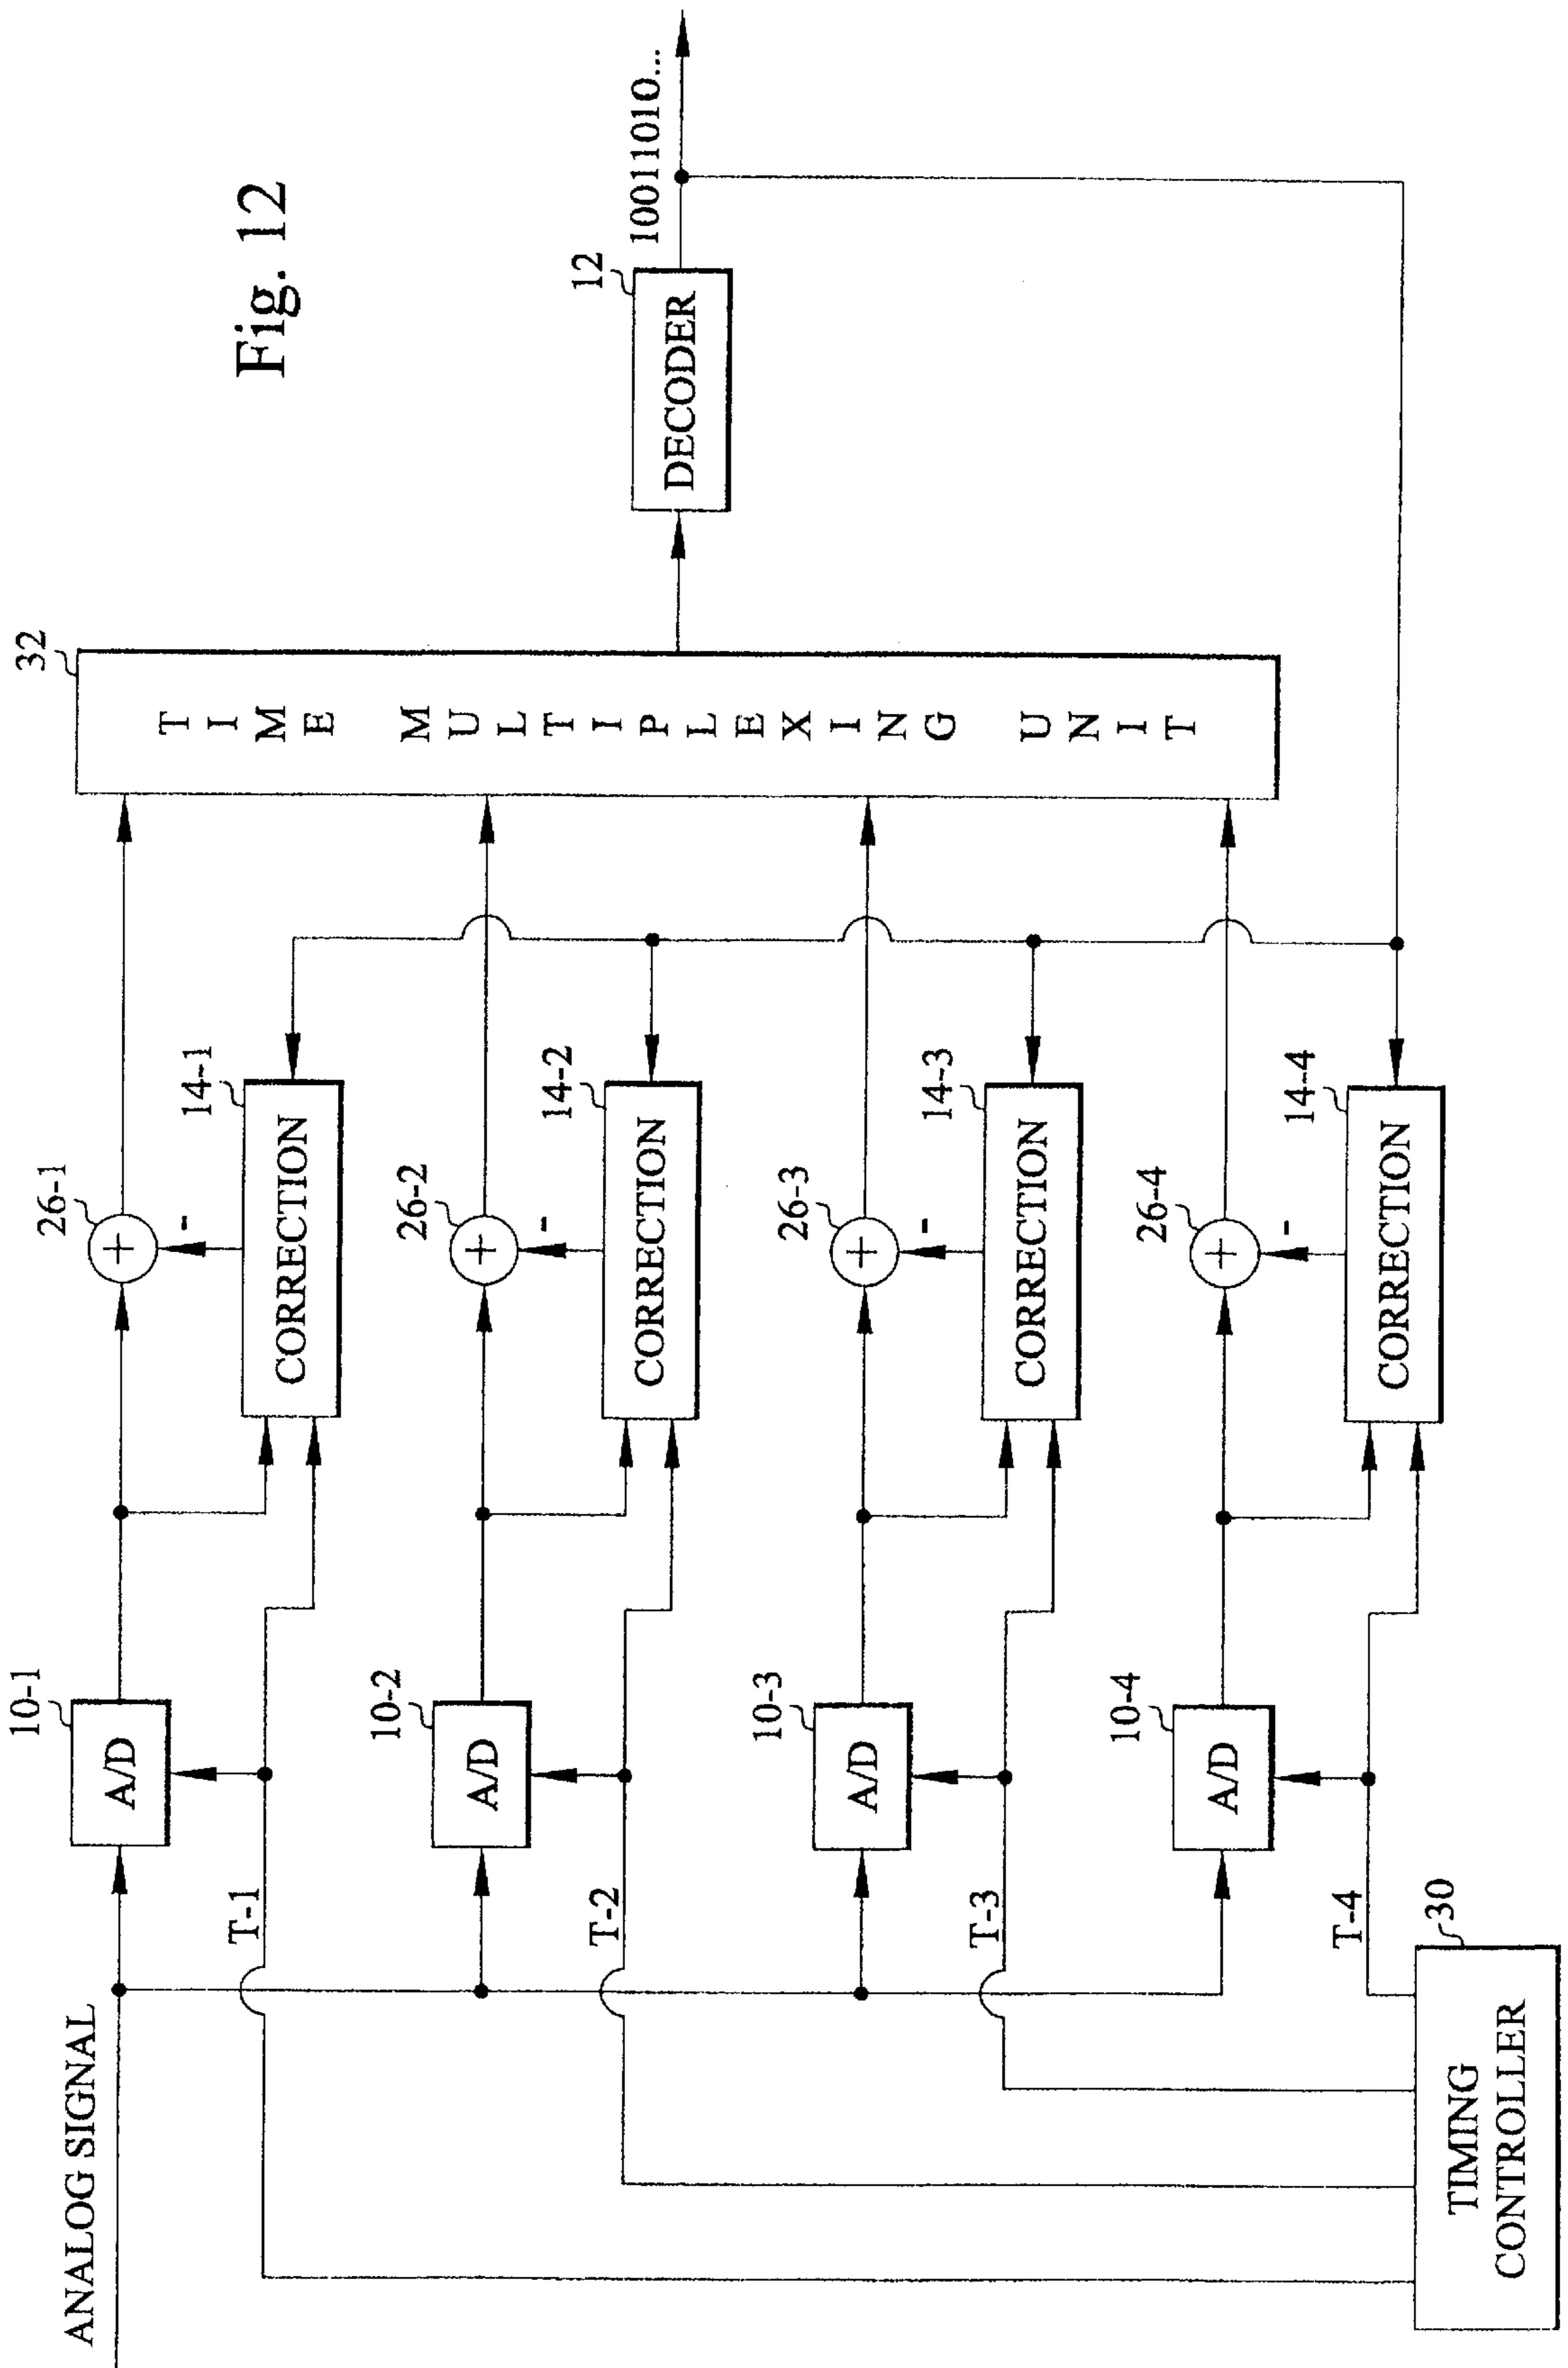 Fig. 12
ANALOG SIGNAL
10-1
A/D
T-1
26-1
+
-
14-1
CORRECTION
10-2
A/D
T-2
26-2
+
-
14-2
CORRECTION
10-3
A/D
T-3
26-3
+
-
14-3
CORRECTION
10-4
A/D
T-4
26-4
+
-
14-4
CORRECTION
30
TIMING
CONTROLLER
32
TIME MULTIPLEXING UNIT
12
DECODER
10011010...